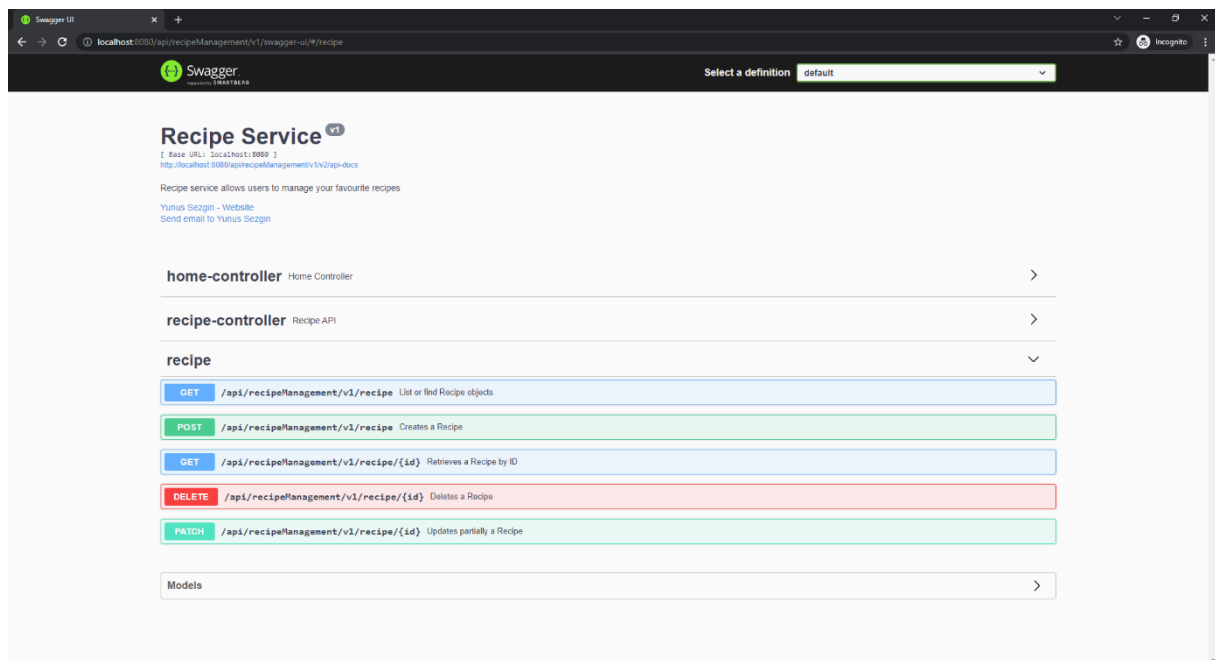 Swagger UI
localhost:8080/api/recipeManagement/v1/swagger-ui/#/recipe
Incognito
Swagger.
Supported by SMARTBEAR
Select a definition default
Recipe Service v1
[ Base URL: localhost:8080 ]
http://localhost:8080/api/recipeManagement/v1/v2/api-docs
Recipe service allows users to manage your favourite recipes
Yunus Sezgin - Website
Send email to Yunus Sezgin
home-controller Home Controller
recipe-controller Recipe API
recipe
GET /api/recipeManagement/v1/recipe List or find Recipe objects
POST /api/recipeManagement/v1/recipe Creates a Recipe
GET /api/recipeManagement/v1/recipe/{id} Retrieves a Recipe by ID
DELETE /api/recipeManagement/v1/recipe/{id} Deletes a Recipe
PATCH /api/recipeManagement/v1/recipe/{id} Updates partially a Recipe
Models